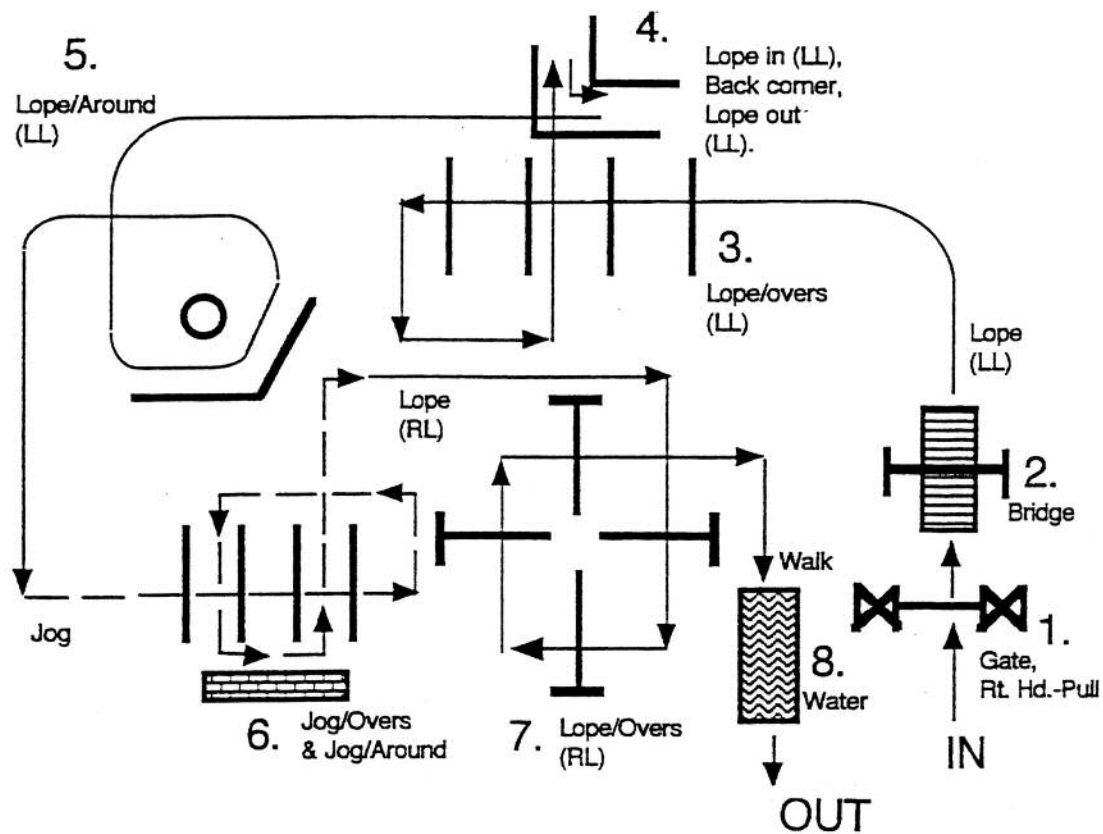 5.
Lope/Around
(LL)
4.
Lope in (LL),
Back corner,
Lope out
(LL).
3.
Lope/overs
(LL)
Lope
(LL)
Lope
(RL)
2.
Bridge
Jog
Walk
1.
Gate,
Rt. Hd.-Pull
IN
8.
Water
6.
Jog/Overs
& Jog/Around
7.
Lope/Overs
(RL)
OUT